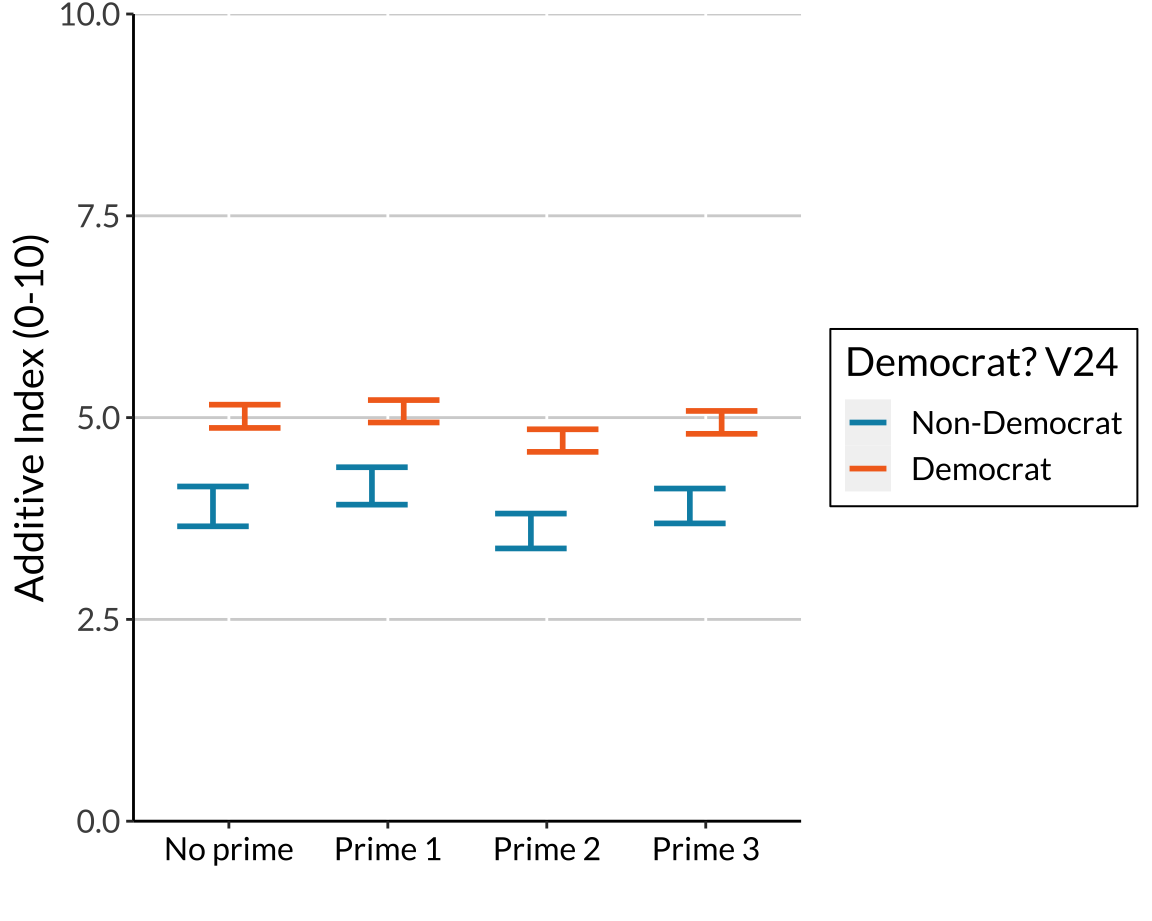 Additive Index (0-10)
10.0
7.5
5.0
2.5
0.0
No prime
Prime 1
Prime 2
Prime 3
Democrat? V24
Non-Democrat
Democrat